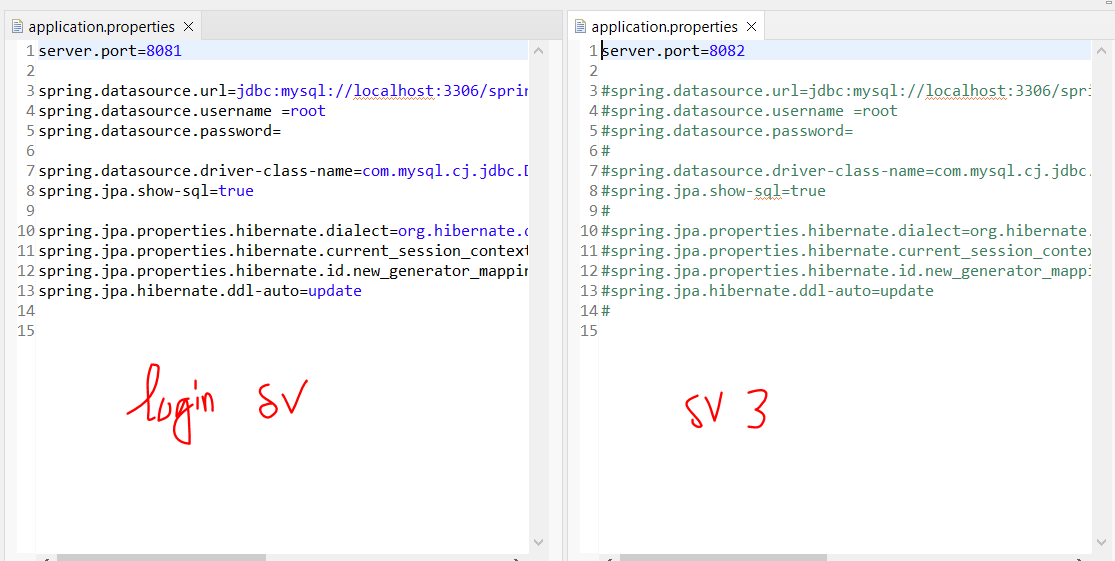 application.properties
1 server.port=8081
2
3 spring.datasource.url=jdbc:mysql://localhost:3306/sprin
4 spring.datasource.username =root
5 spring.datasource.password=
6
7 spring.datasource.driver-class-name=com.mysql.cj.jdbc.D
8 spring.jpa.show-sql=true
9
10 spring.jpa.properties.hibernate.dialect=org.hibernate.d
11 spring.jpa.properties.hibernate.current_session_context
12 spring.jpa.properties.hibernate.id.new_generator_mappin
13 spring.jpa.hibernate.ddl-auto=update
14
15
login sv
application.properties
1 server.port=8082
2
3 #spring.datasource.url=jdbc:mysql://localhost:3306/spri
4 #spring.datasource.username =root
5 #spring.datasource.password=
6 #
7 #spring.datasource.driver-class-name=com.mysql.cj.jdbc.
8 #spring.jpa.show-sql=true
9 #
10 #spring.jpa.properties.hibernate.dialect=org.hibernate.
11 #spring.jpa.properties.hibernate.current_session_contex
12 #spring.jpa.properties.hibernate.id.new_generator_mappi
13 #spring.jpa.hibernate.ddl-auto=update
14 #
15
sv 3